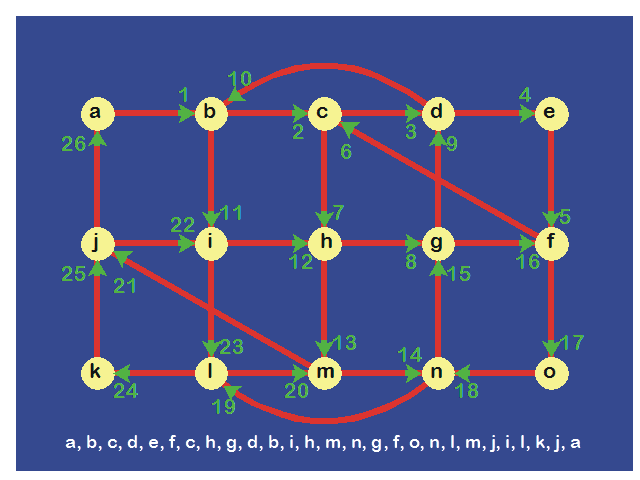 10
1
4
a
b
c
d
e
26
2
3
9
6
22
11
7
5
j
i
h
g
f
25
12
8
16
21
15
23
13
14
17
k
l
m
n
o
24
20
18
19
a, b, c, d, e, f, c, h, g, d, b, i, h, m, n, g, f, o, n, l, m, j, i, l, k, j, a